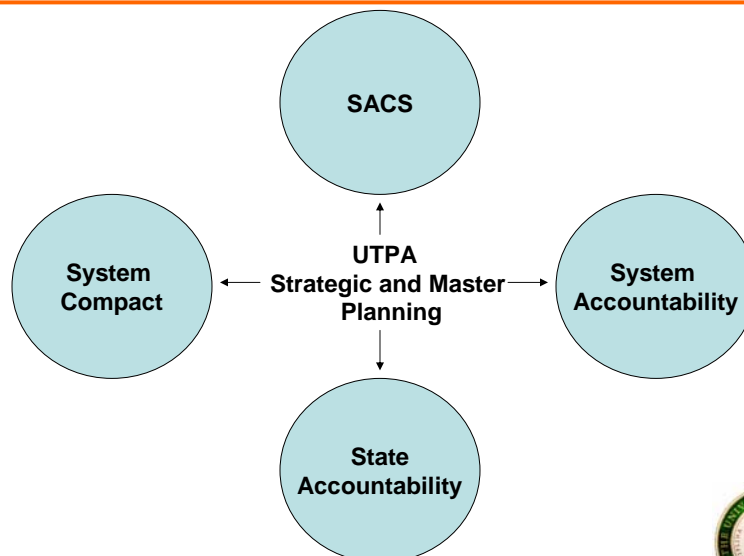 SACS
System
Compact
UTPA
Strategic and Master
Planning
System
Accountability
State
Accountability